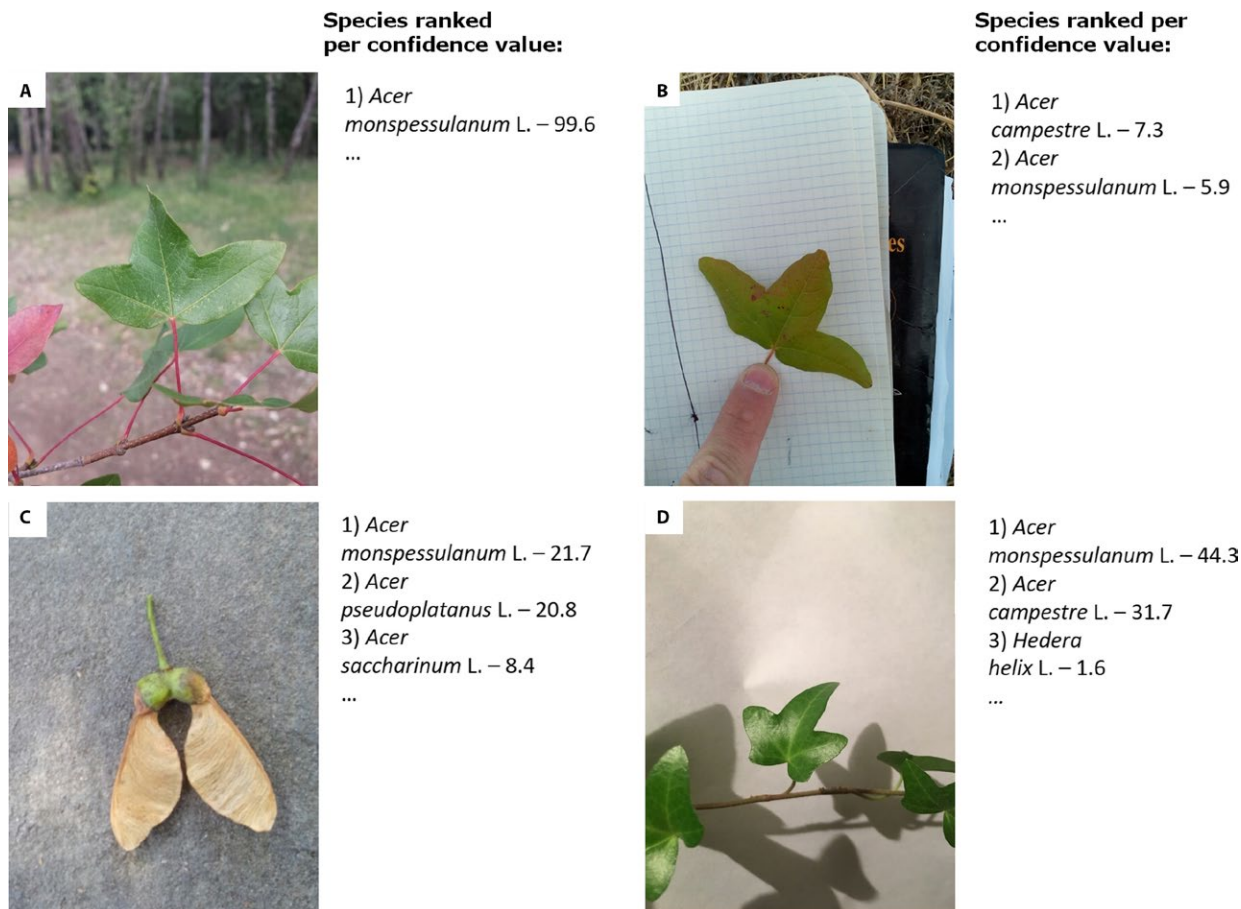 Species ranked
per confidence value:
Species ranked per
confidence value:
A
1) Acer
monspessulanum L. – 99.6
...
B
es
1) Acer
campestre L. – 7.3
2) Acer
monspessulanum L. – 5.9
...
C
1) Acer
monspessulanum L. – 21.7
2) Acer
pseudoplatanus L. – 20.8
3) Acer
saccharinum L. – 8.4
...
D
1) Acer
monspessulanum L. – 44.3
2) Acer
campestre L. – 31.7
3) Hedera
helix L. – 1.6
...